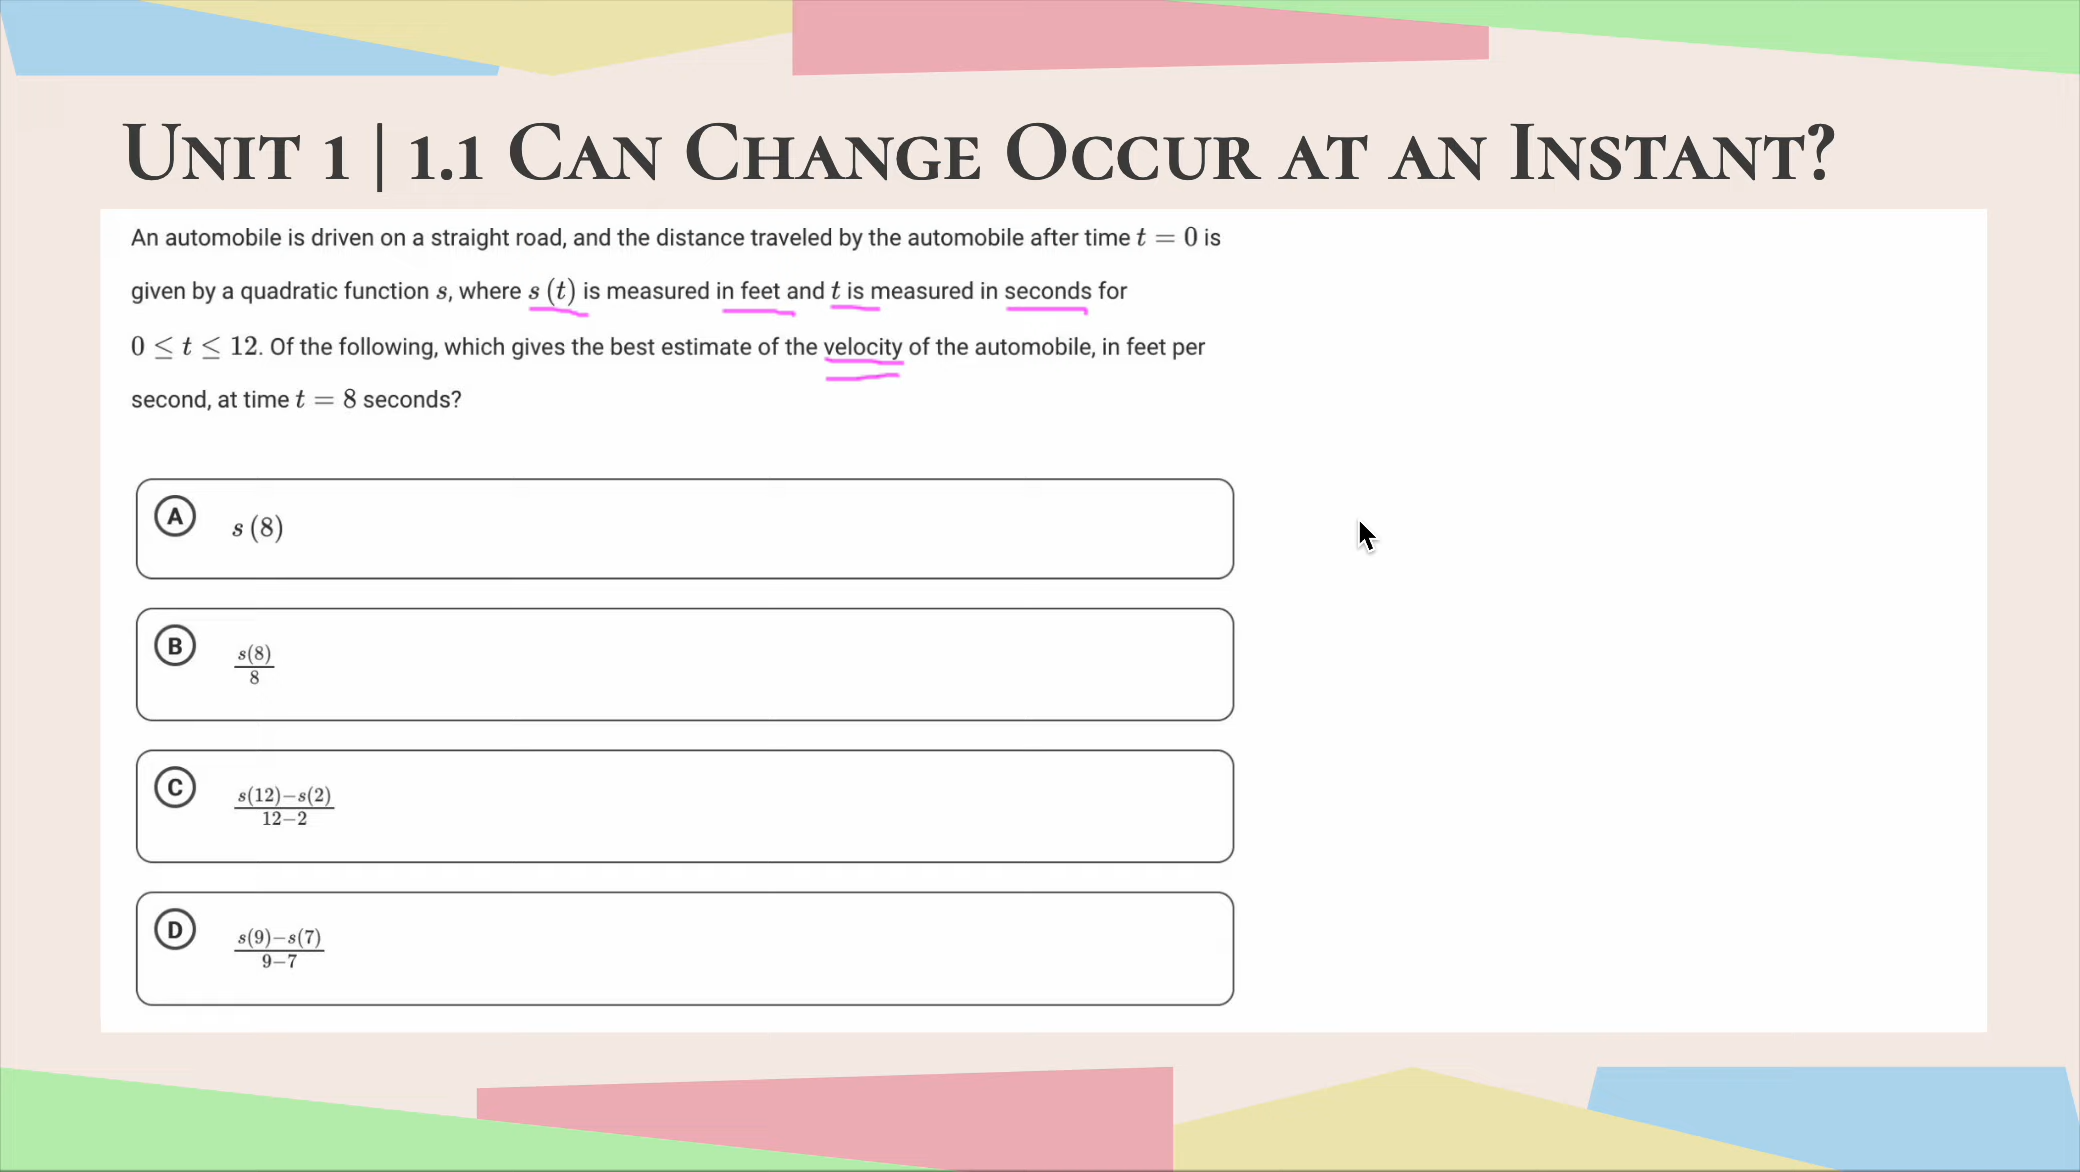 Unit 1 | 1.1 Can Change Occur at an Instant?
An automobile is driven on a straight road, and the distance traveled by the automobile after time t = 0 is
given by a quadratic function s, where s (t) is measured in feet and t is measured in seconds for
0 ≤ t ≤ 12. Of the following, which gives the best estimate of the velocity of the automobile, in feet per
second, at time t = 8 seconds?
A s (8)
B s(8)/8
C s(12)−s(2)/12−2
D s(9)−s(7)/9−7